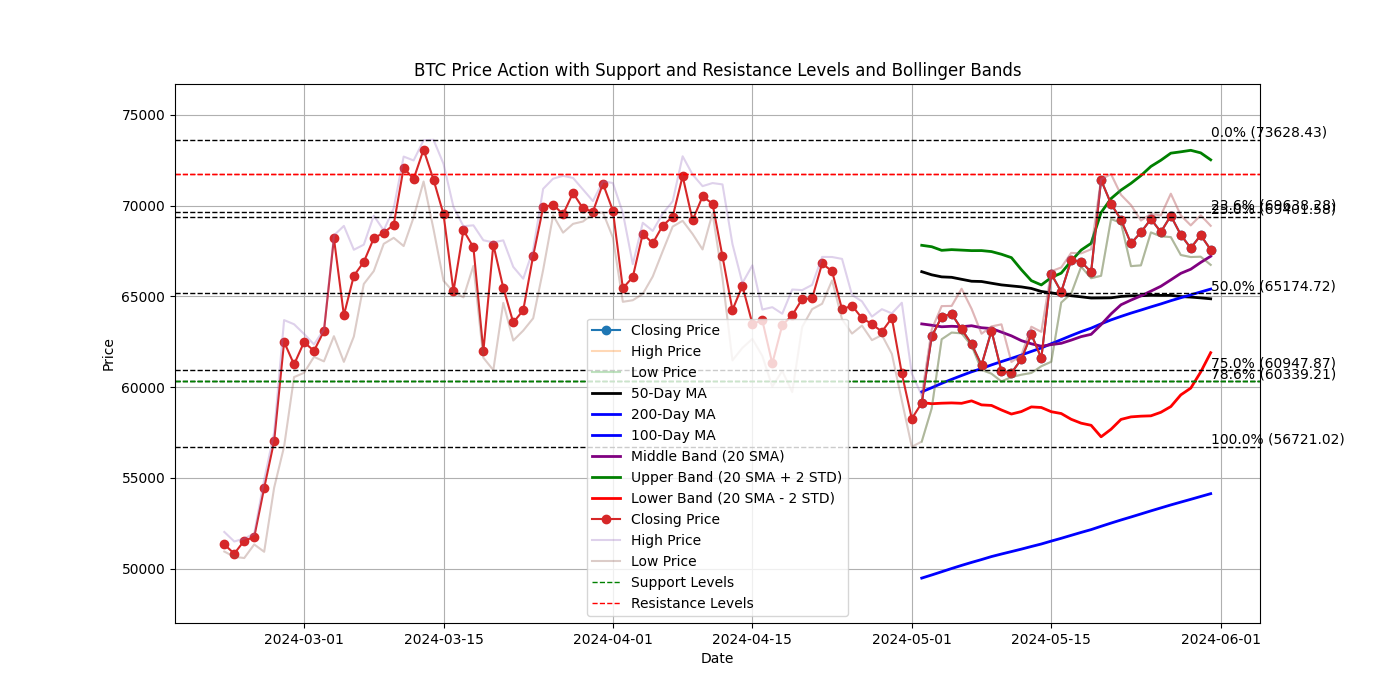 BTC Price Action with Support and Resistance Levels and Bollinger Bands
75000
70000
65000
60000
55000
50000
Price
0.0% (73628.43)
23.6% (69638.28)
25.0% (69401.58)
50.0% (65174.72)
75.0% (60947.87)
78.6% (60339.21)
100.0% (56721.02)
Closing Price
High Price
Low Price
50-Day MA
200-Day MA
100-Day MA
Middle Band (20 SMA)
Upper Band (20 SMA + 2 STD)
Lower Band (20 SMA - 2 STD)
Closing Price
High Price
Low Price
Support Levels
Resistance Levels
2024-03-01
2024-03-15
2024-04-01
2024-04-15
2024-05-01
2024-05-15
2024-06-01
Date